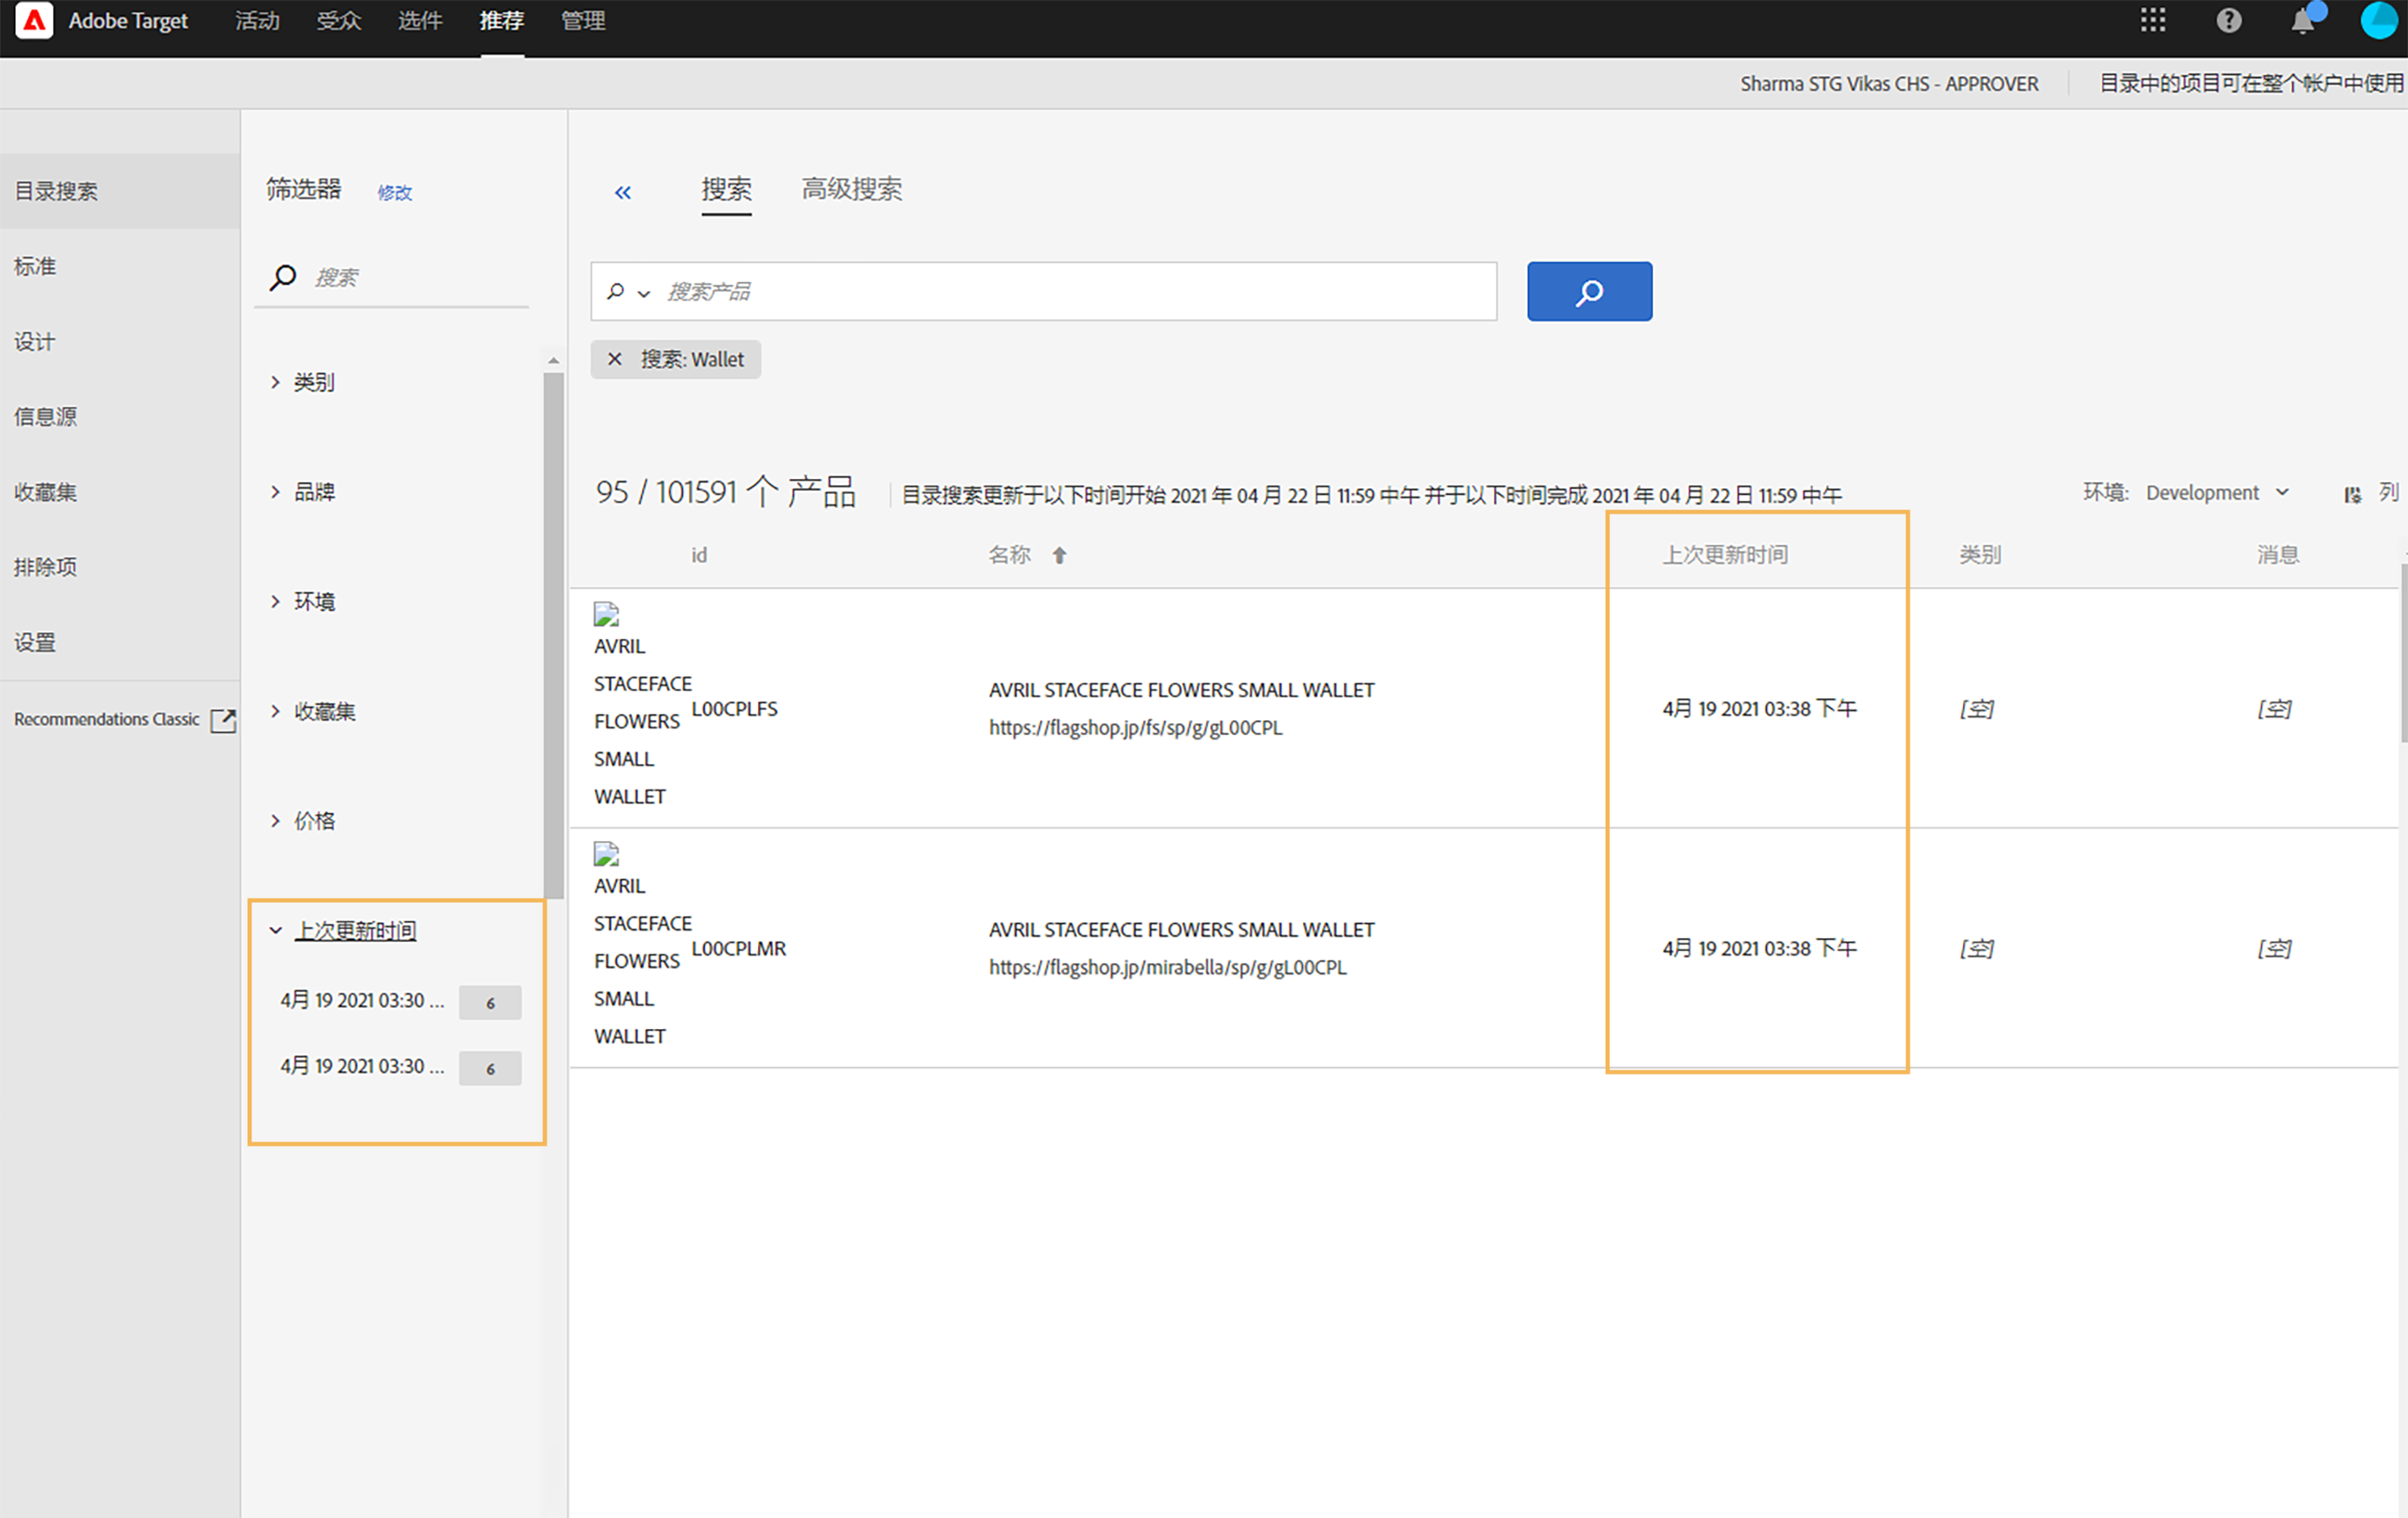 Adobe Target 活动 受众 选件 推荐 管理
Sharma STG Vikas CHS - APPROVER 目录中的项目可在整个帐户中使用
目录搜索
标准
设计
信息源
收藏集
排除项
设置
Recommendations Classic
筛选器 修改
搜索
类别
品牌
环境
收藏集
价格
上次更新时间
4月 19 2021 03:30 ... 6
4月 19 2021 03:30 ... 6
搜索 高级搜索
搜索产品
搜索: Wallet
95 / 101591 个 产品 目录搜索更新于以下时间开始 2021 年 04 月 22 日 11:59 中午 并于以下时间完成 2021 年 04 月 22 日 11:59 中午 环境: Development 列
id 名称 上次更新时间 类别 消息
AVRIL
STACEFACE
FLOWERS
SMALL
WALLET
L00CPLFS
AVRIL STACEFACE FLOWERS SMALL WALLET
https://flagshop.jp/fs/sp/g/gL00CPL
4月 19 2021 03:38 下午 [空] [空]
AVRIL
STACEFACE
FLOWERS
SMALL
WALLET
L00CPLMR
AVRIL STACEFACE FLOWERS SMALL WALLET
https://flagshop.jp/mirabella/sp/g/gL00CPL
4月 19 2021 03:38 下午 [空] [空]